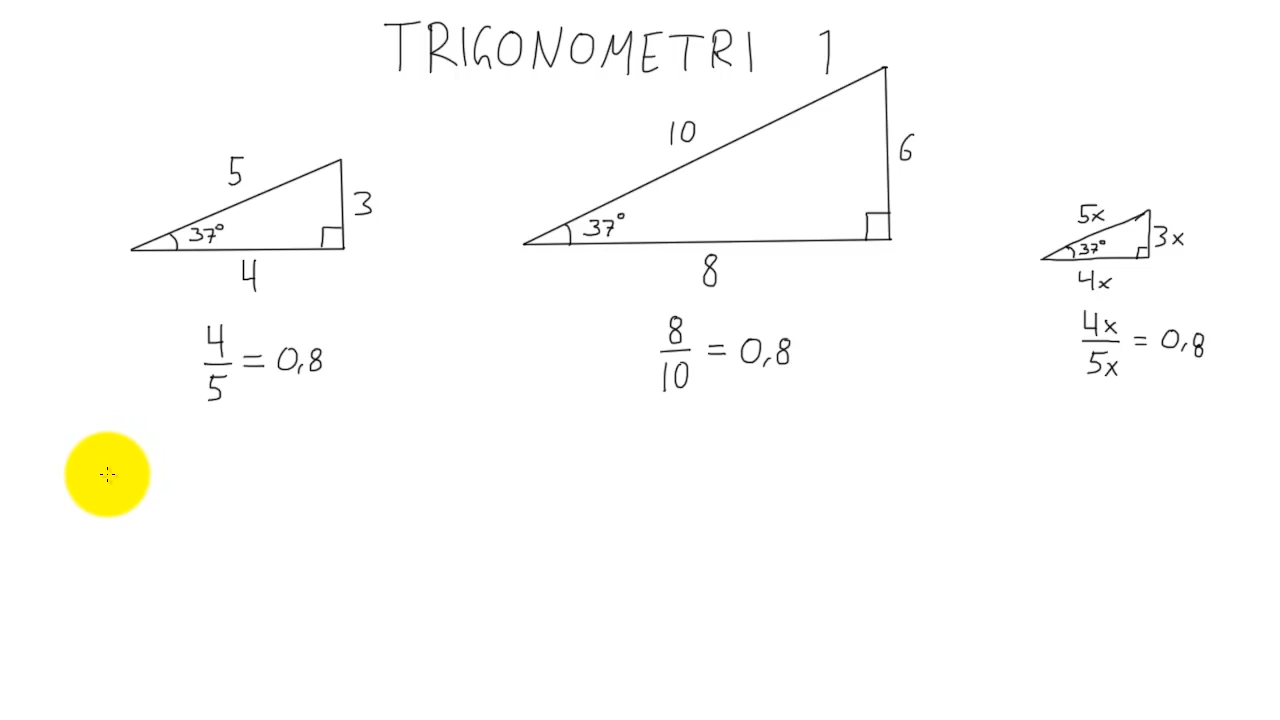 TRIGONOMETRI 1
5
3
37°
4
4/5 = 0,8
10
6
37°
8
8/10 = 0,8
5x
3x
37°
4x
4x/5x = 0,8